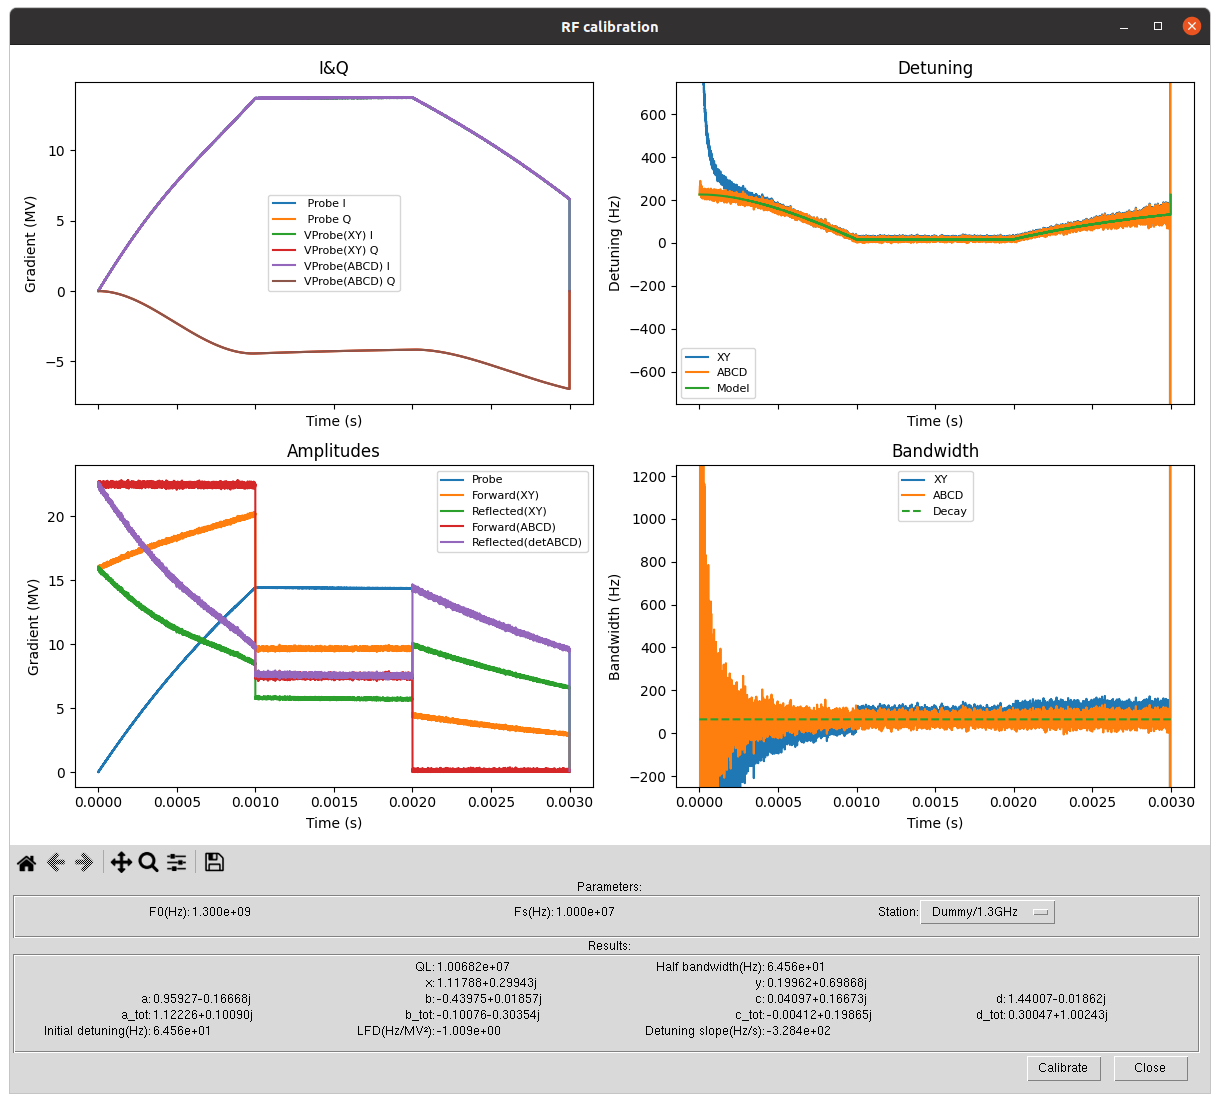 RF calibration
I&Q
Gradient (MV)
10
5
0
−5
Probe I
Probe Q
VProbe(XY) I
VProbe(XY) Q
VProbe(ABCD) I
VProbe(ABCD) Q
Time (s)
Detuning
Detuning (Hz)
600
400
200
0
−200
−400
−600
XY
ABCD
Model
Time (s)
Amplitudes
Gradient (MV)
20
15
10
5
0
Probe
Forward(XY)
Reflected(XY)
Forward(ABCD)
Reflected(detABCD)
0.0000 0.0005 0.0010 0.0015 0.0020 0.0025 0.0030
Time (s)
Bandwidth
Bandwidth (Hz)
1200
1000
800
600
400
200
0
−200
XY
ABCD
Decay
0.0000 0.0005 0.0010 0.0015 0.0020 0.0025 0.0030
Time (s)
Parameters:
F0(Hz): 1.300e+09 Fs(Hz): 1.000e+07 Station: Dummy/1.3GHz
Results:
QL: 1.00682e+07 Half bandwidth(Hz): 6.456e+01
x: 1.11788+0.29943j y: 0.19962+0.69868j
a: 0.95927-0.16668j b: -0.43975+0.01857j c: 0.04097+0.16673j d: 1.44007-0.01862j
a_tot: 1.12226+0.10090j b_tot: -0.10076-0.30354j c_tot: -0.00412+0.19865j d_tot: 0.30047+1.00243j
Initial detuning(Hz): 6.456e+01 LFD(Hz/MV²): -1.009e+00 Detuning slope(Hz/s): -3.284e+02
Calibrate Close